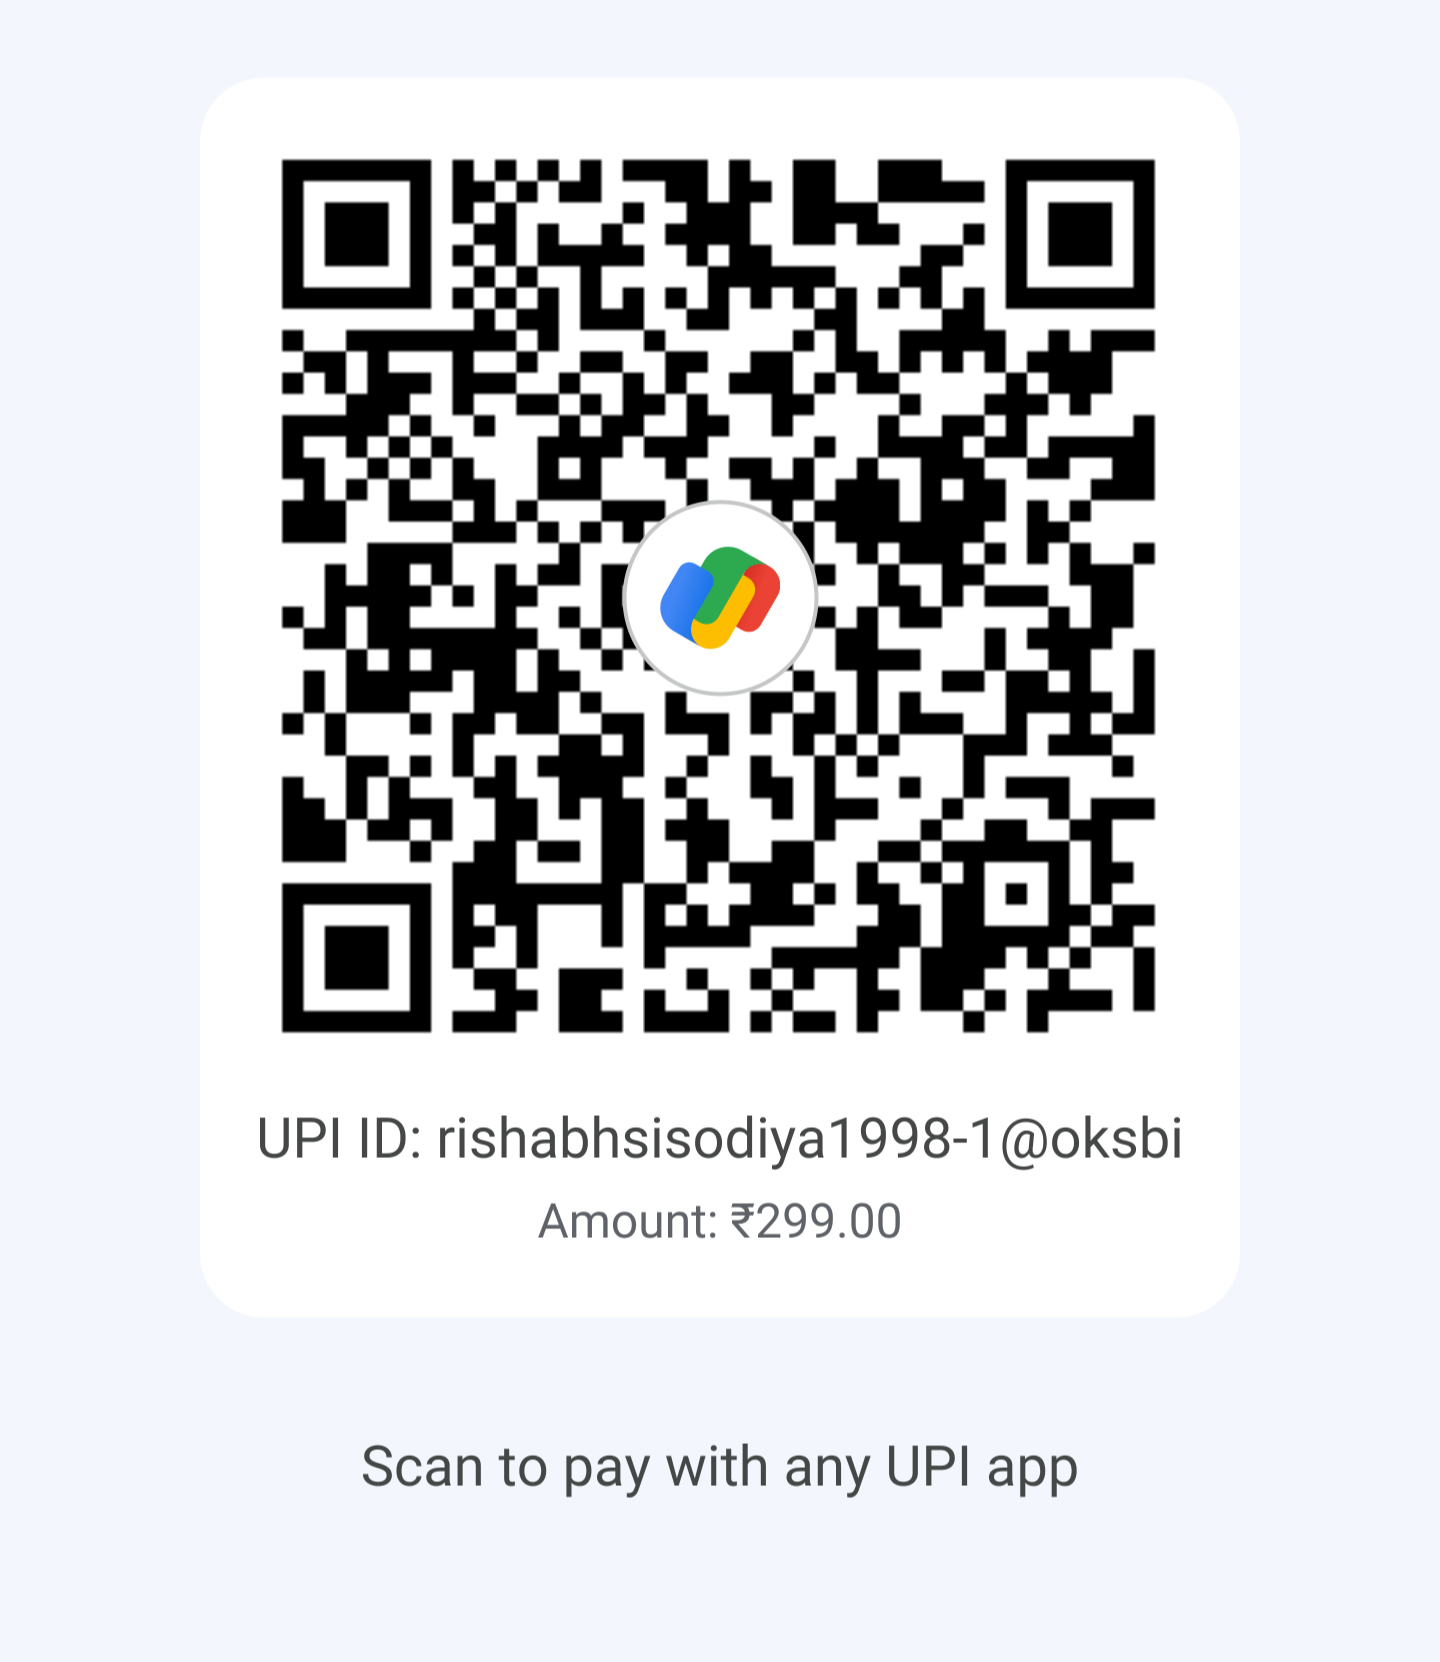 UPI ID: rishabhsisodiya1998-1@oksbi
Amount: ₹299.00
Scan to pay with any UPI app